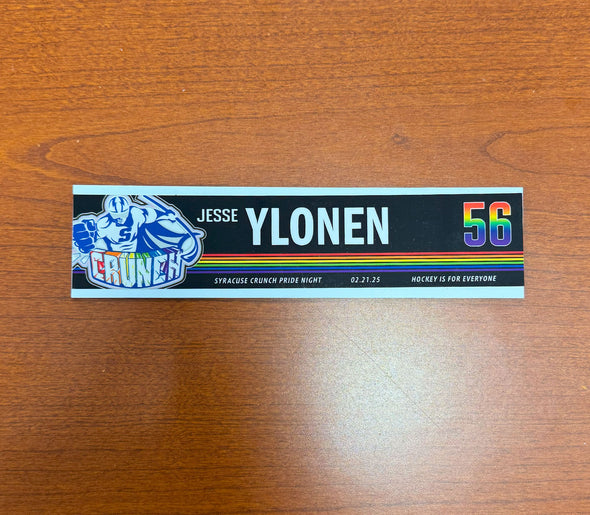 JESSE YLONEN 56
S
CRUNCH
SYRACUSE CRUNCH PRIDE NIGHT 02.21.25 HOCKEY IS FOR EVERYONE